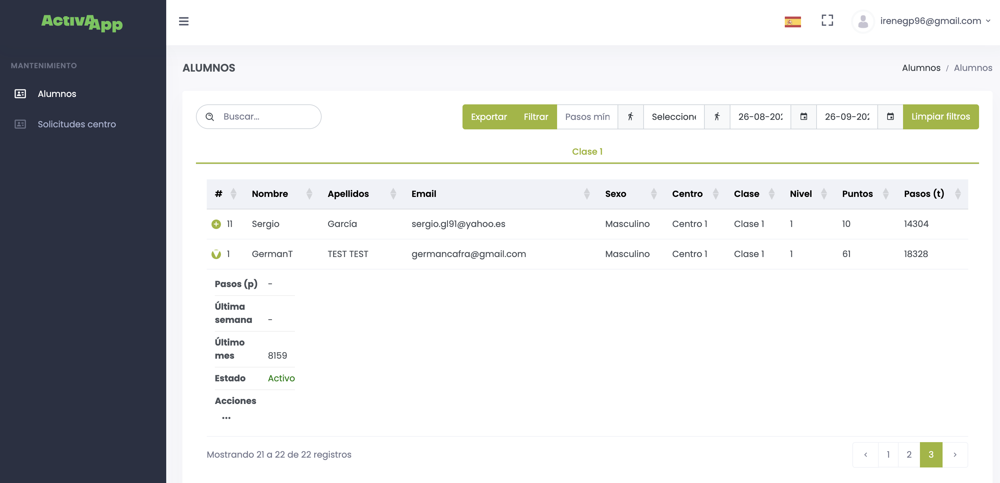 ActivAApp
irenegp96@gmail.com
MANTENIMIENTO
Alumnos
Solicitudes centro
ALUMNOS
Alumnos / Alumnos
Buscar...
Exportar Filtrar Pasos mín Seleccione 26-08-202 26-09-202 Limpiar filtros
Clase 1
# Nombre Apellidos Email Sexo Centro Clase Nivel Puntos Pasos (t)
11 Sergio García sergio.gl91@yahoo.es Masculino Centro 1 Clase 1 1 10 14304
1 GermanT TEST TEST germancafra@gmail.com Masculino Centro 1 Clase 1 1 61 18328
Pasos (p) -
Última
semana -
Último
mes 8159
Estado Activo
Acciones
...
Mostrando 21 a 22 de 22 registros
‹ 1 2 3 ›